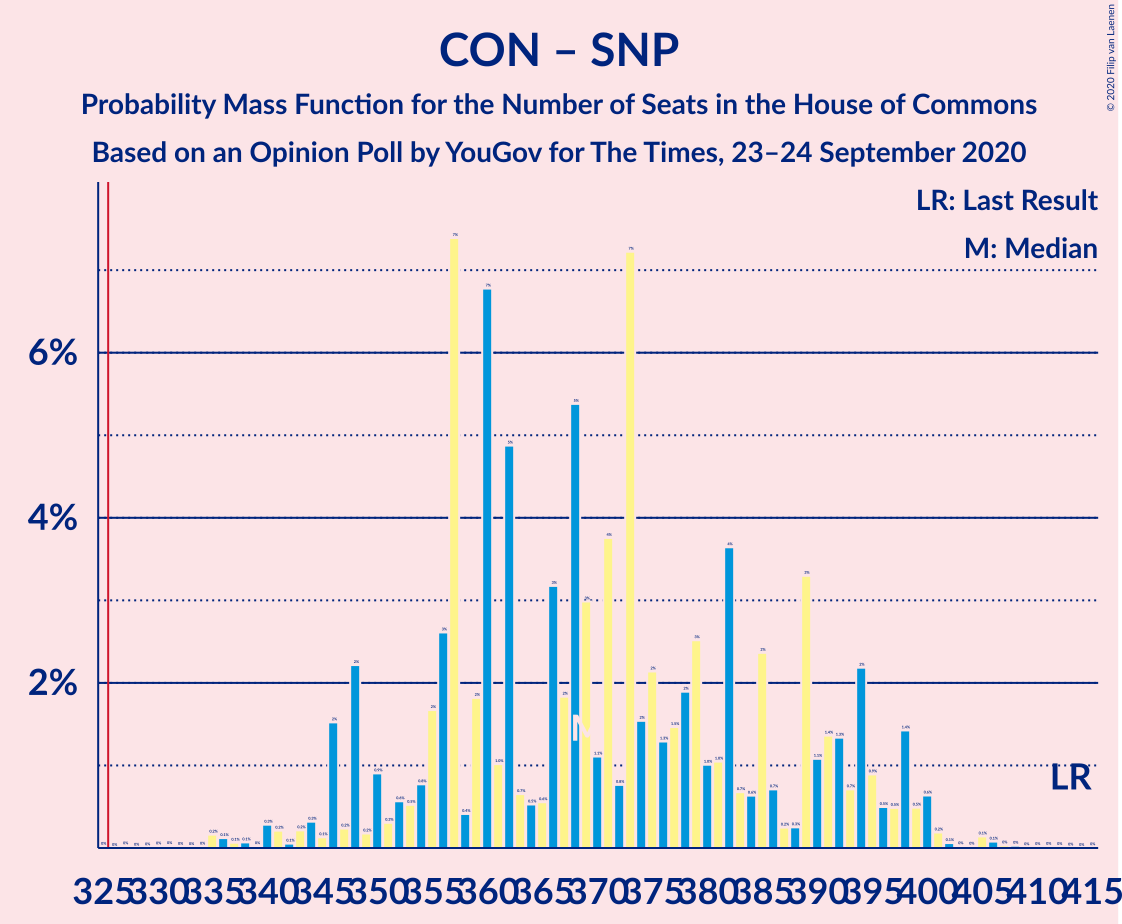 CON – SNP
Probability Mass Function for the Number of Seats in the House of Commons
Based on an Opinion Poll by YouGov for The Times, 23–24 September 2020
© 2020 Filip van Laenen
LR: Last Result
M: Median
6%
4%
2%
M
LR
325 330 335 340 345 350 355 360 365 370 375 380 385 390 395 400 405 410 415